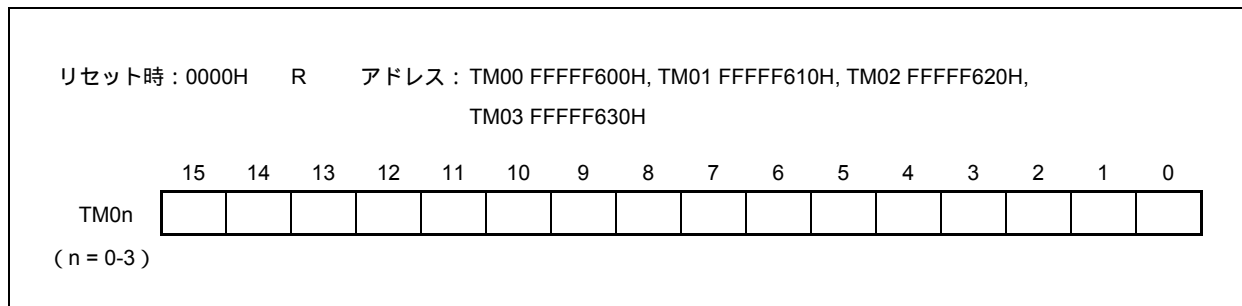 リセット時：0000H R アドレス：TM00 FFFFF600H, TM01 FFFFF610H, TM02 FFFFF620H,
TM03 FFFFF630H
15 14 13 12 11 10 9 8 7 6 5 4 3 2 1 0
TM0n
（n = 0-3）